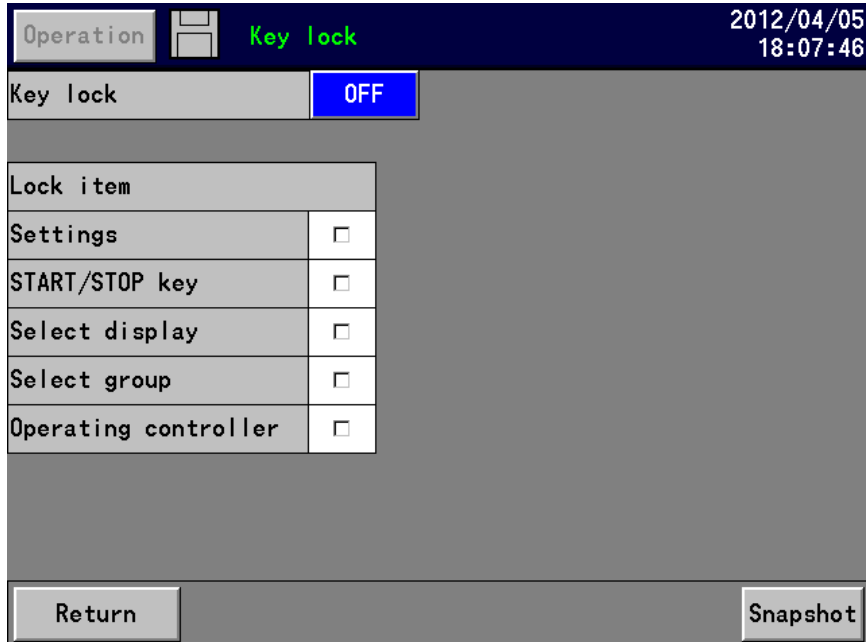 Operation Key lock 2012/04/05
18:07:46
Key lock OFF
Lock item
Settings
START/STOP key
Select display
Select group
Operating controller
Return Snapshot